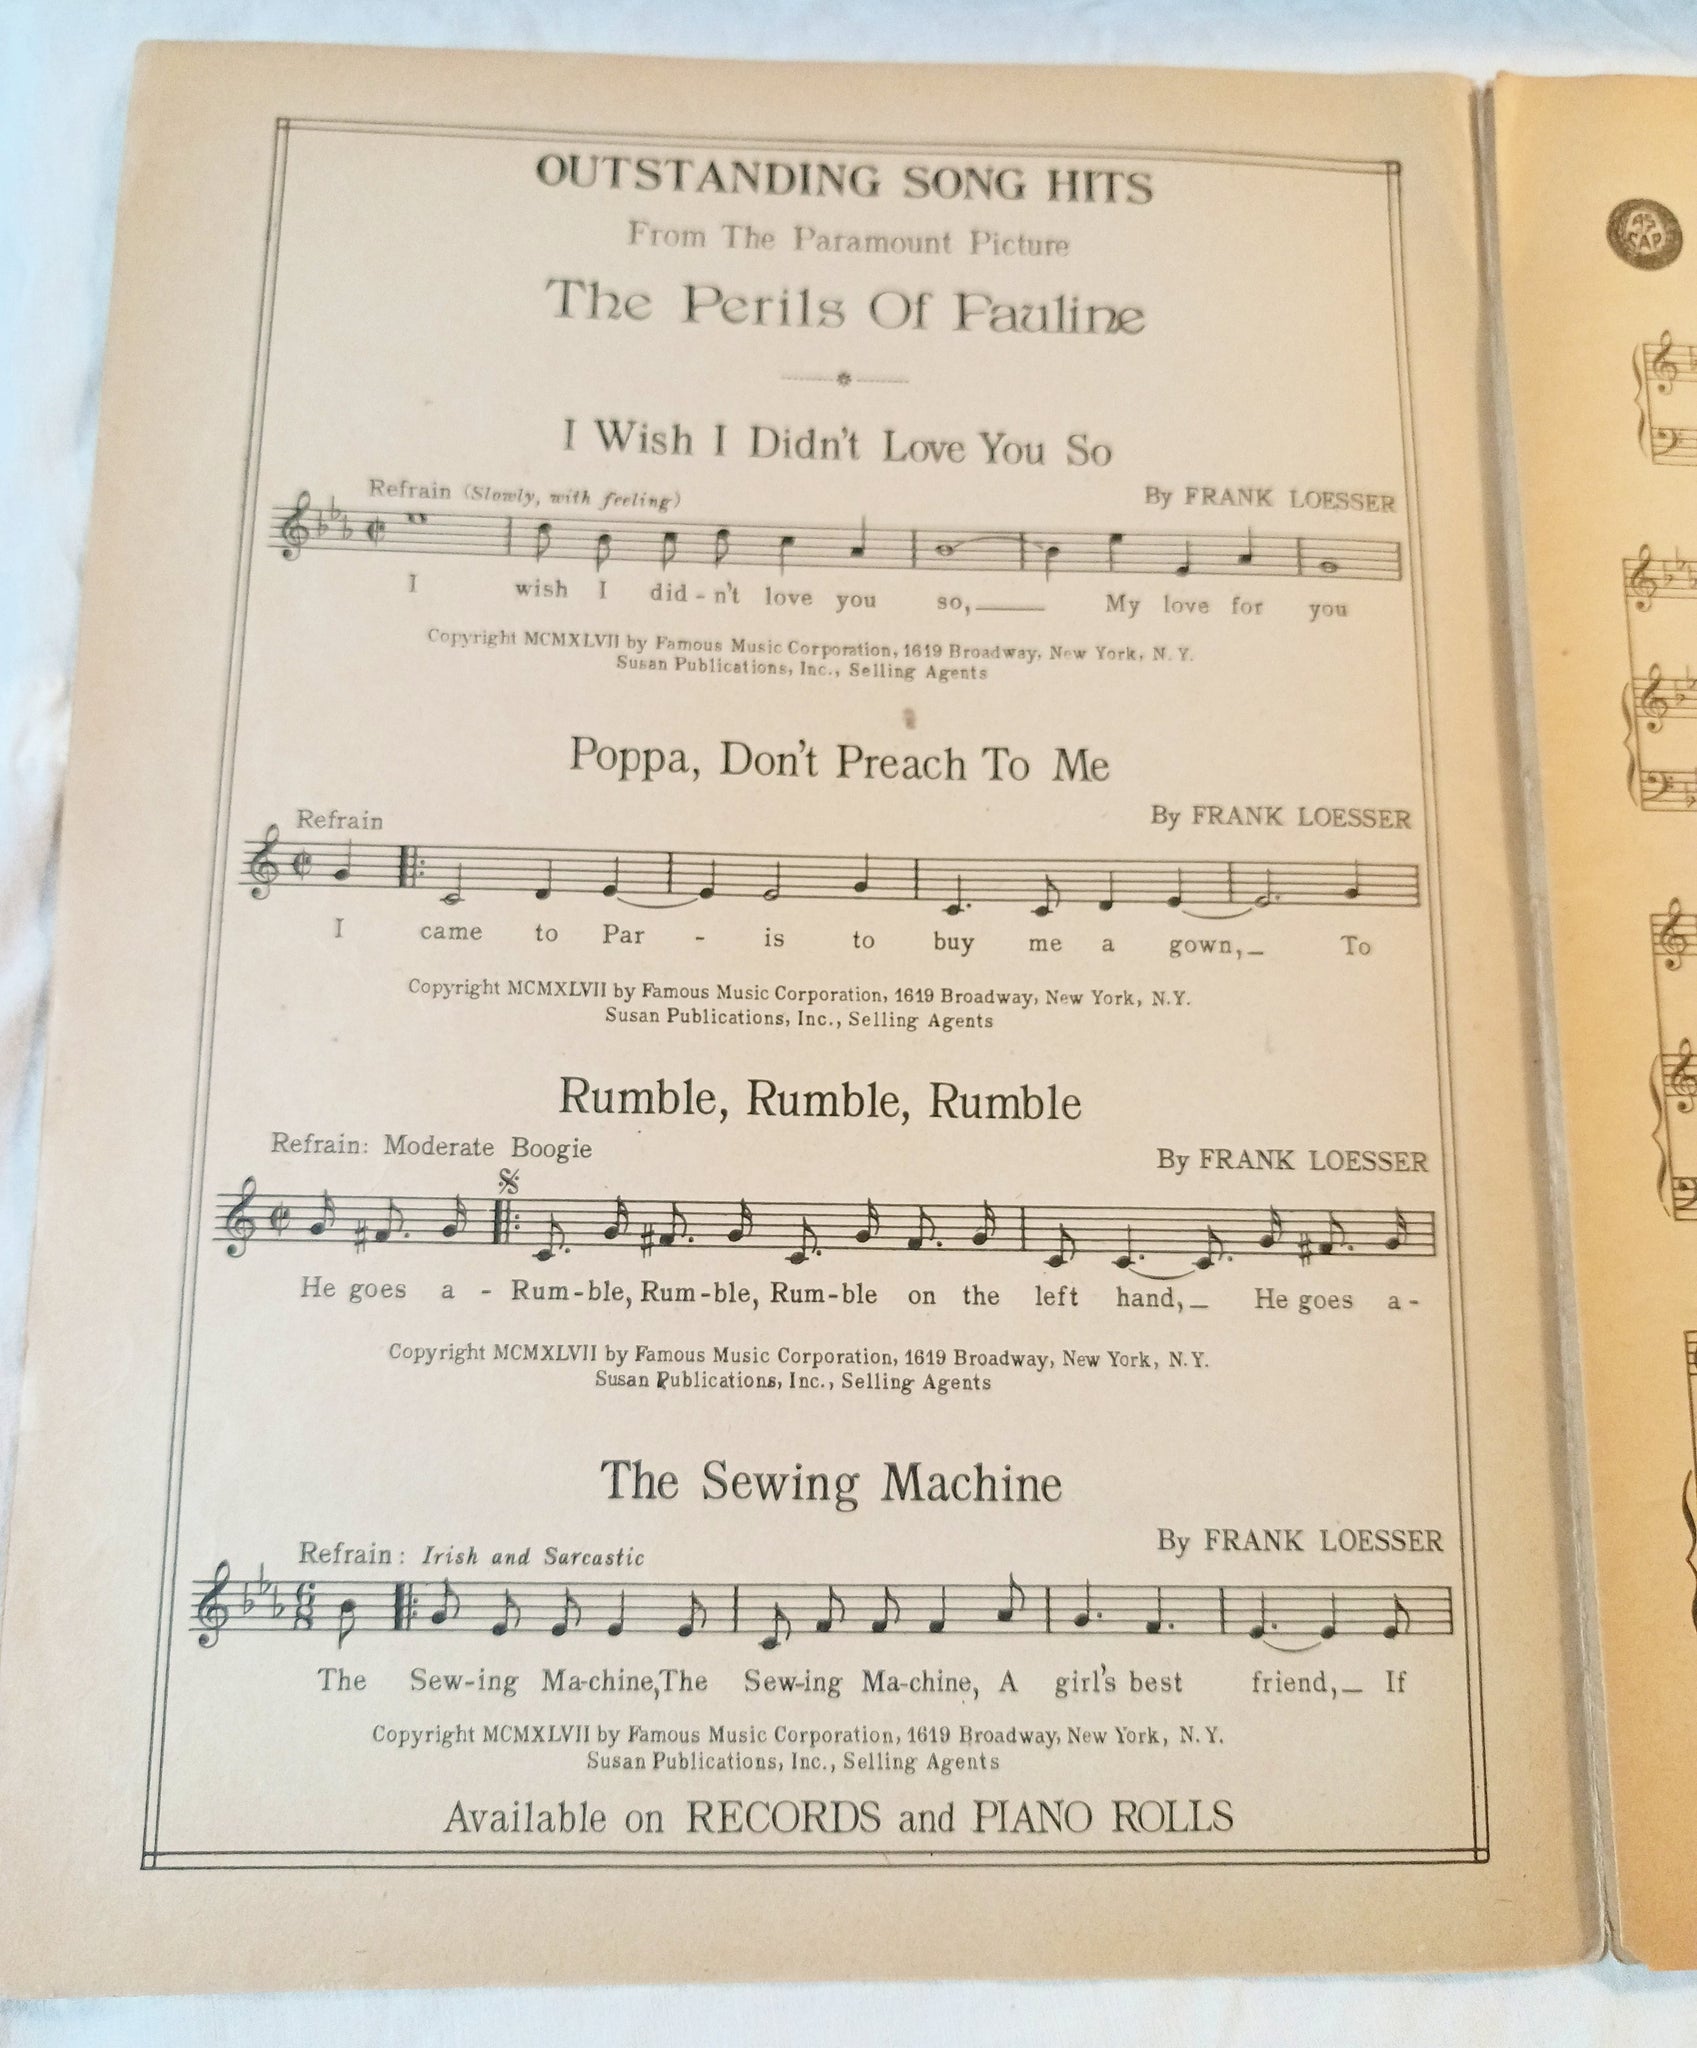 OUTSTANDING SONG HITS
From The Paramount Picture
The Perils Of Pauline
I Wish I Didn't Love You So
Refrain (Slowly, with feeling)
By FRANK LOESSER
I wish I did-n't love you so, My love for you
Copyright MCMXLVII by Famous Music Corporation, 1619 Broadway, New York, N. Y.
Susan Publications, Inc., Selling Agents
Poppa, Don't Preach To Me
Refrain
By FRANK LOESSER
I came to Par - is to buy me a gown, To
Copyright MCMXLVII by Famous Music Corporation, 1619 Broadway, New York, N.Y.
Susan Publications, Inc., Selling Agents
Rumble, Rumble, Rumble
Refrain: Moderate Boogie
By FRANK LOESSER
He goes a - Rum-ble, Rum-ble, Rum-ble on the left hand, He goes a-
Copyright MCMXLVII by Famous Music Corporation, 1619 Broadway, New York, N.Y.
Susan Publications, Inc., Selling Agents
The Sewing Machine
Refrain: Irish and Sarcastic
By FRANK LOESSER
6
8
The Sew-ing Ma-chine, The Sew-ing Ma-chine, A girl's best friend, If
Copyright MCMXLVII by Famous Music Corporation, 1619 Broadway, New York, N. Y.
Susan Publications, Inc., Selling Agents
Available on RECORDS and PIANO ROLLS
AS
CAP